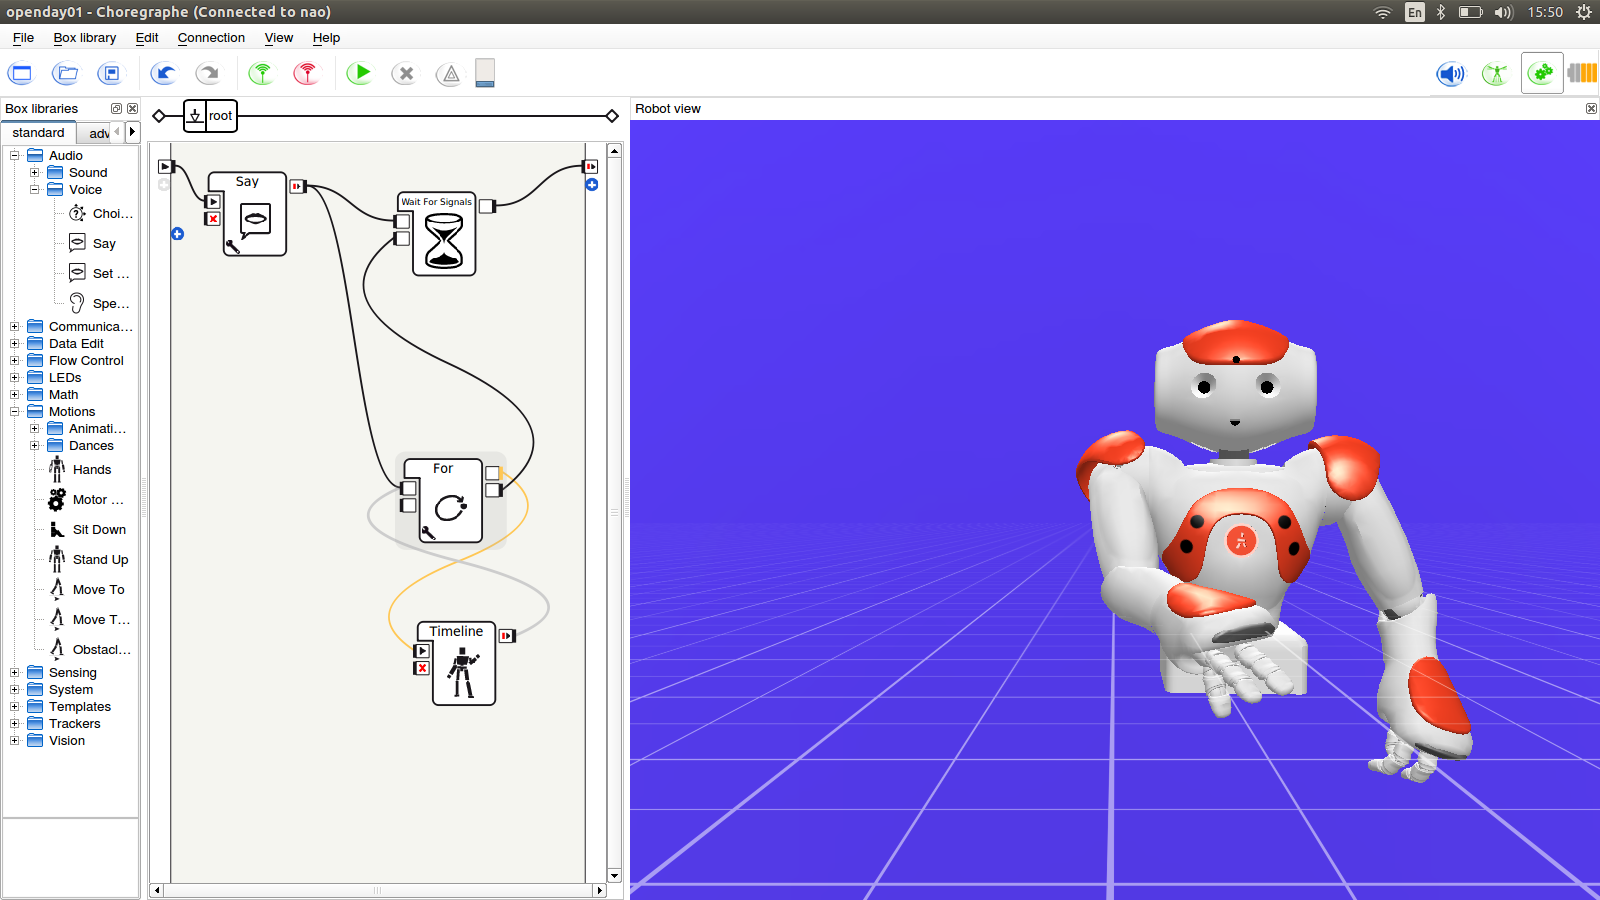 openday01 - Choregraphe (Connected to nao)
En
15:50
File Box library Edit Connection View Help
Box libraries
standard
adv
Audio
Sound
Voice
Choi...
Say
Set ...
Spe...
Communica...
Data Edit
Flow Control
LEDs
Math
Motions
Animati...
Dances
Hands
Motor ...
Sit Down
Stand Up
Move To
Move T...
Obstacl...
Sensing
System
Templates
Trackers
Vision
root
Say
Wait For Signals
For
Timeline
Robot view